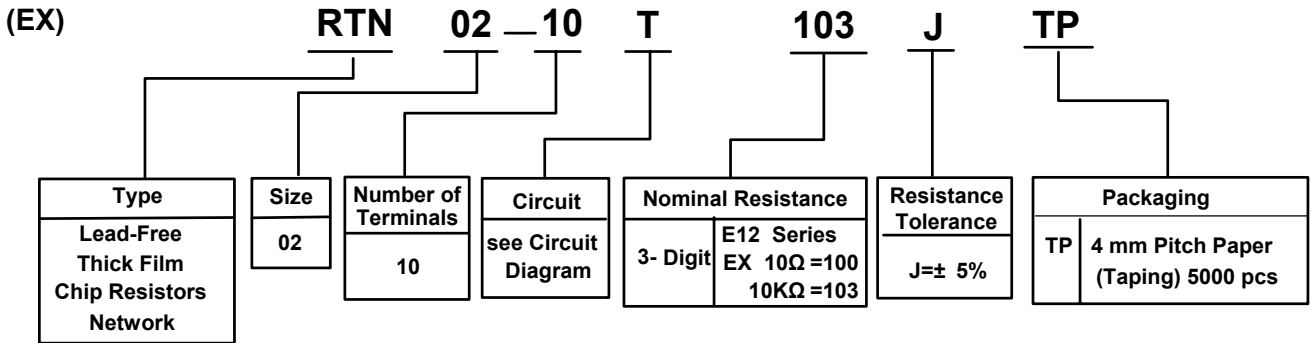 (EX) RTN 02 — 10 T 103 J TP
Type
Lead-Free
Thick Film
Chip Resistors
Network
Size
02
Number of
Terminals
10
Circuit
see Circuit
Diagram
Nominal Resistance
3- Digit
E12 Series
EX 10Ω =100
10KΩ =103
Resistance
Tolerance
J=± 5%
Packaging
TP
4 mm Pitch Paper
(Taping) 5000 pcs